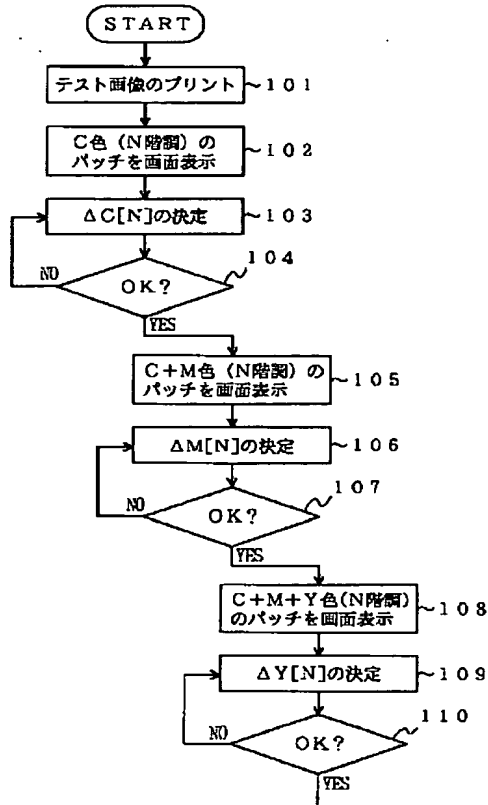 START
テスト画像のプリント
101
C色(N階調)の
パッチを画面表示
102
ΔC[N]の決定
103
104
OK?
NO
YES
C+M色(N階調)の
パッチを画面表示
105
ΔM[N]の決定
106
107
OK?
NO
YES
C+M+Y色(N階調)
のパッチを画面表示
108
ΔY[N]の決定
109
110
OK?
NO
YES